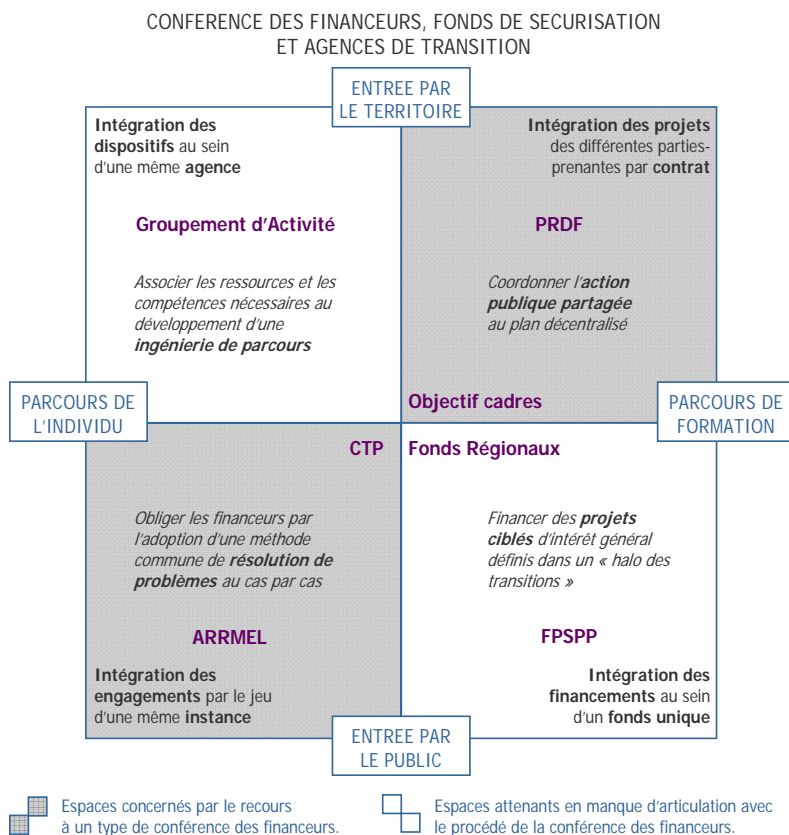 CONFERENCE DES FINANCEURS, FONDS DE SECURISATION
ET AGENCES DE TRANSITION
ENTREE PAR
LE TERRITOIRE
Intégration des
dispositifs au sein
d'une même agence
Groupement d'Activité
Associer les ressources et les
compétences nécessaires au
développement d'une
ingénierie de parcours
Intégration des projets
des différentes parties-
prenantes par contrat
PRDF
Coordonner l'action
publique partagée
au plan décentralisé
Objectif cadres
PARCOURS DE
L'INDIVIDU
PARCOURS DE
FORMATION
CTP
Obliger les financeurs par
l'adoption d'une méthode
commune de résolution de
problèmes au cas par cas
ARRMEL
Intégration des
engagements par le jeu
d'une même instance
Fonds Régionaux
Financer des projets
ciblés d'intérêt général
définis dans un « halo des
transitions »
FPSPP
Intégration des
financements au sein
d'un fonds unique
ENTREE PAR
LE PUBLIC
Espaces concernés par le recours
à un type de conférence des financeurs.
Espaces attenants en manque d'articulation avec
le procédé de la conférence des financeurs.